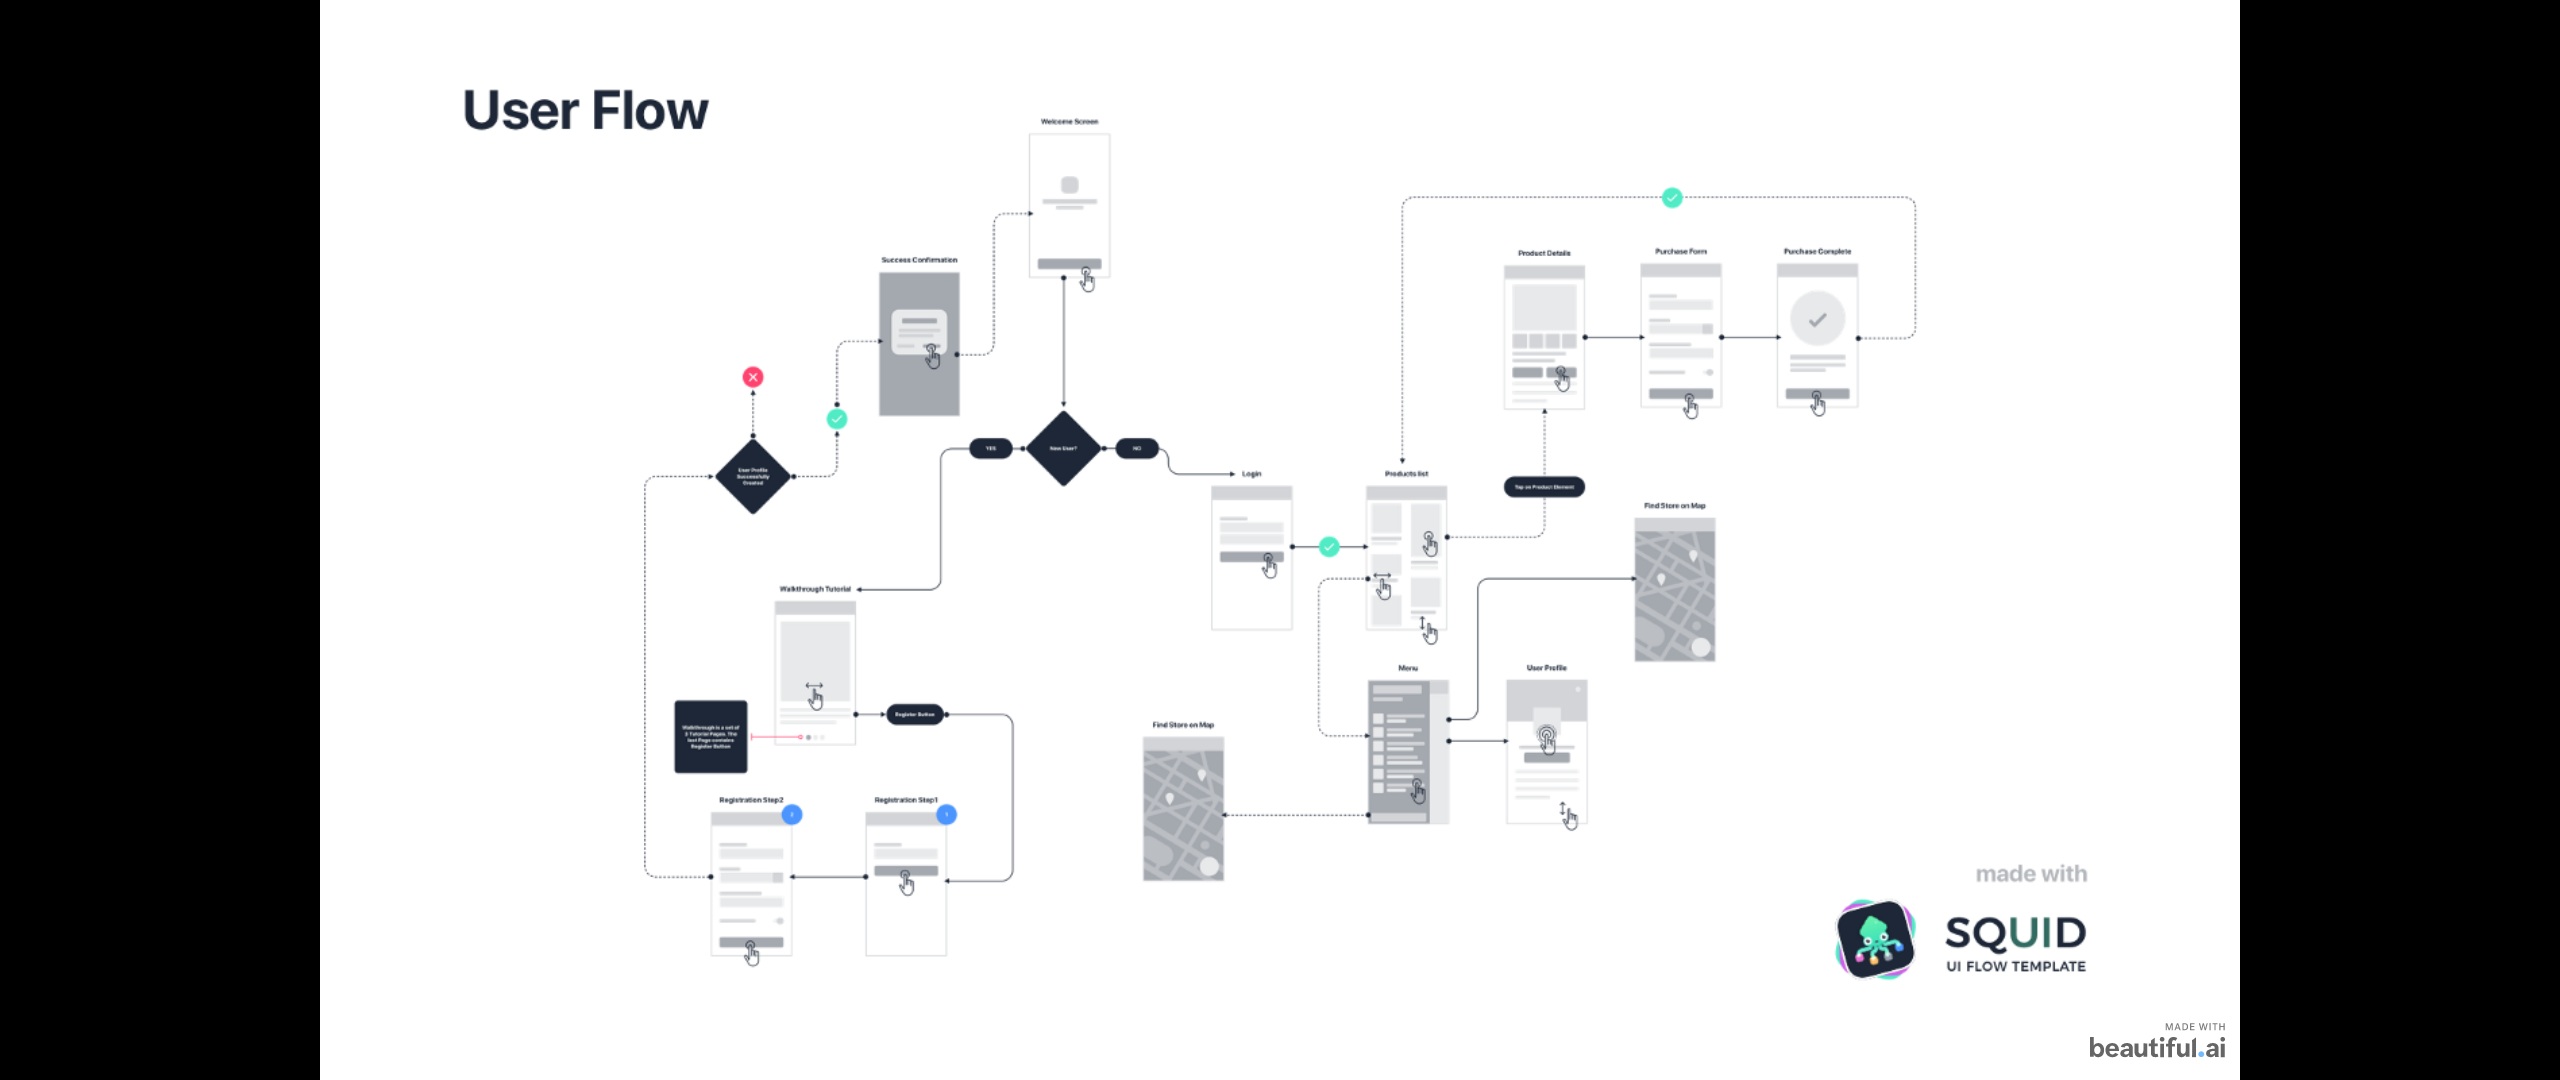 User Flow
Welcome Screen
Success Confirmation
Product Details
Purchase Form
Purchase Complete
YES
New User?
NO
User Profile
Successfully
Created
Login
Products list
Tap on Product Element
Find Store on Map
Walkthrough Tutorial
Menu
User Profile
Walkthrough is a set of
3 Tutorial Pages. The
last Page contains
Register Button
Register Button
Find Store on Map
Registration Step2
2
Registration Step1
1
made with
SQUID
UI FLOW TEMPLATE
MADE WITH
beautiful.ai